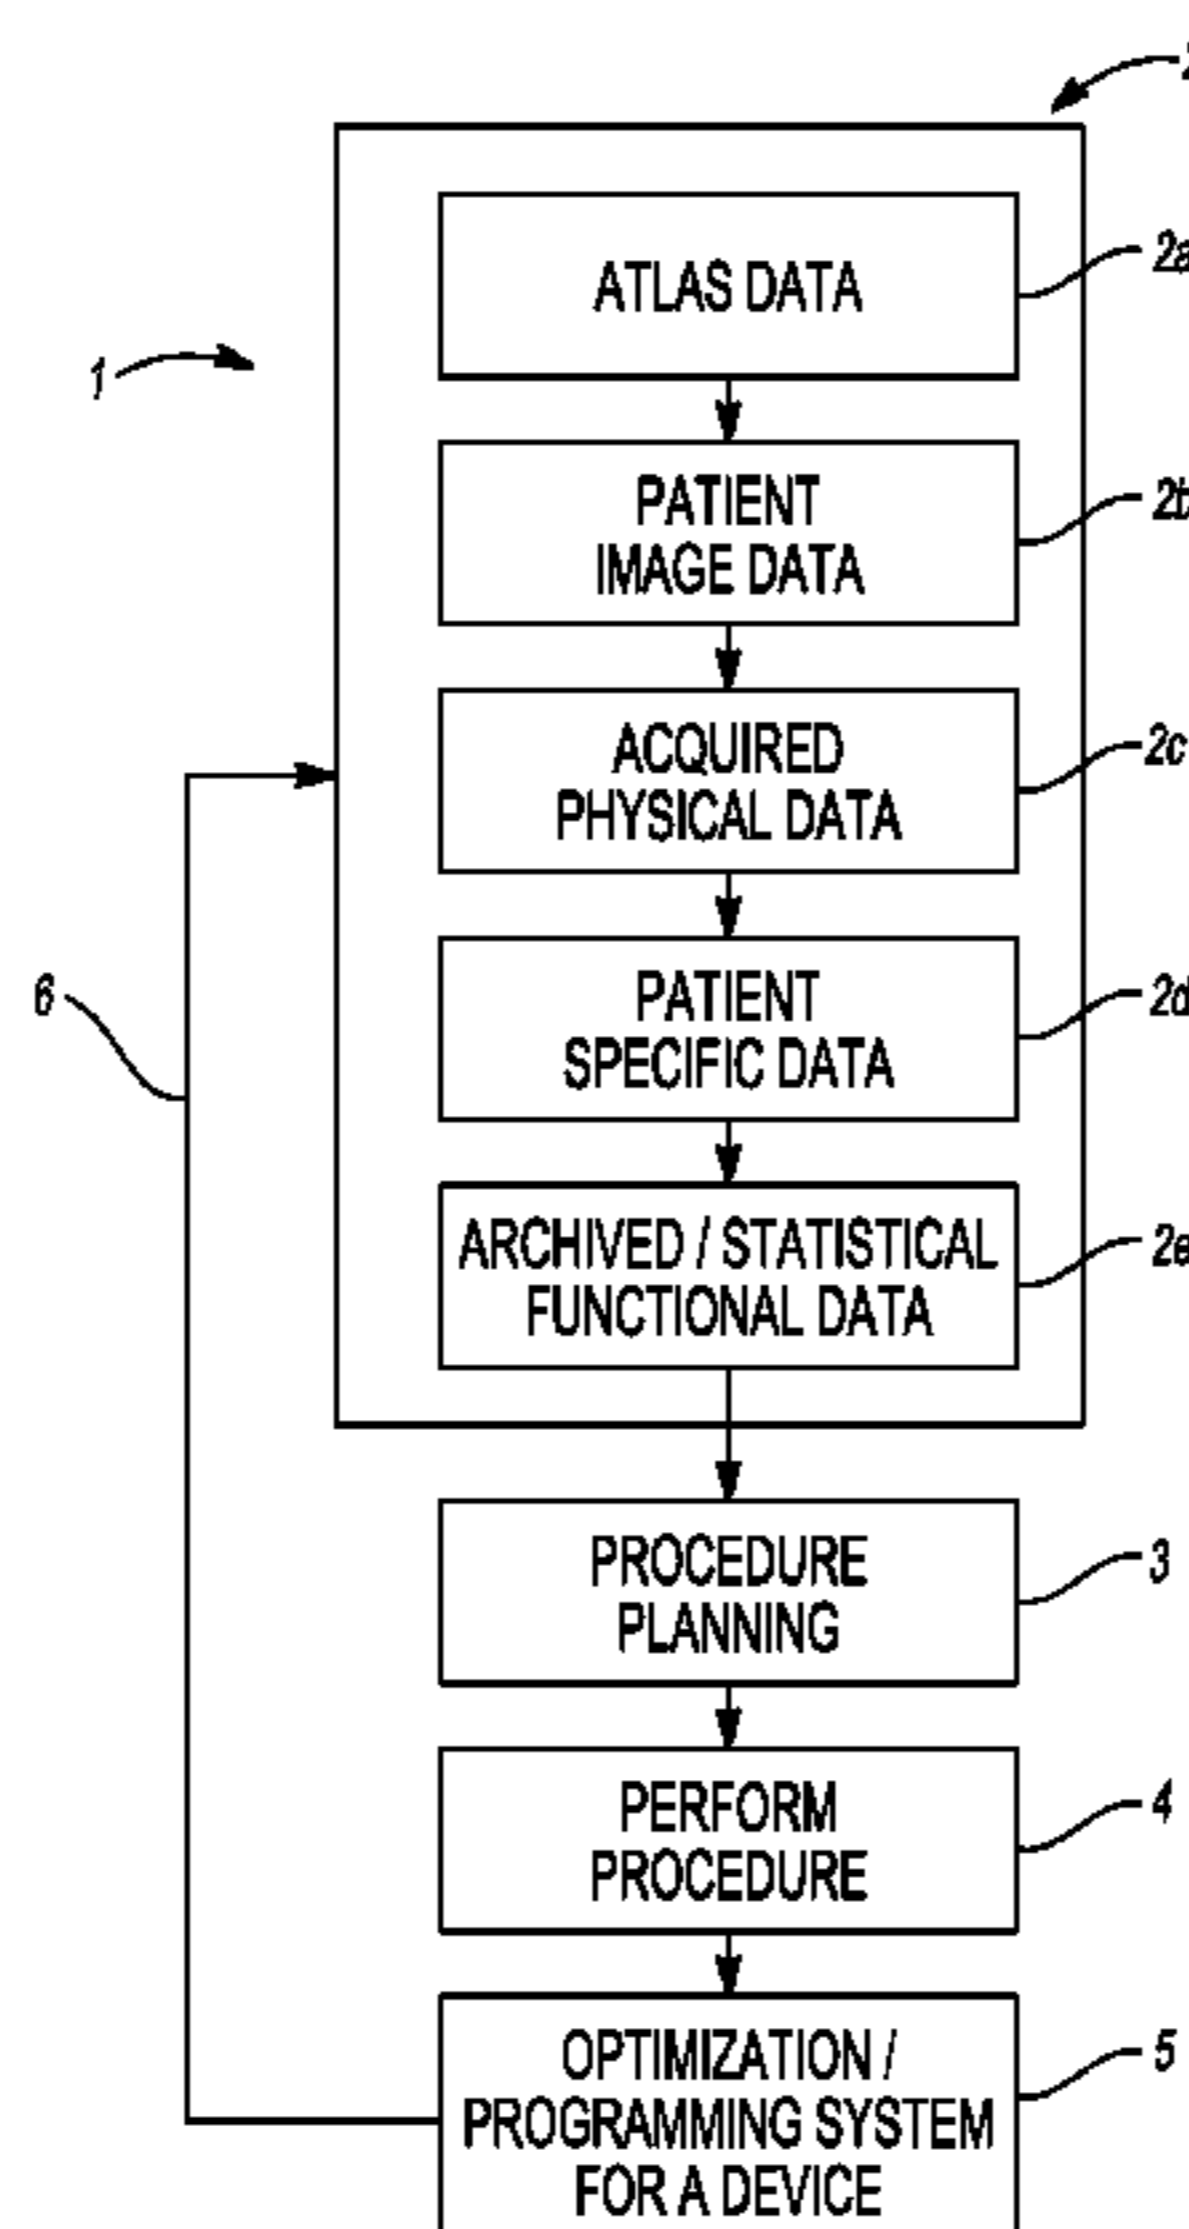 2
ATLAS DATA
2a
1
PATIENT
IMAGE DATA
2b
ACQUIRED
PHYSICAL DATA
2c
PATIENT
SPECIFIC DATA
2d
6
ARCHIVED / STATISTICAL
FUNCTIONAL DATA
2e
PROCEDURE
PLANNING
3
PERFORM
PROCEDURE
4
OPTIMIZATION /
PROGRAMMING SYSTEM
FOR A DEVICE
5